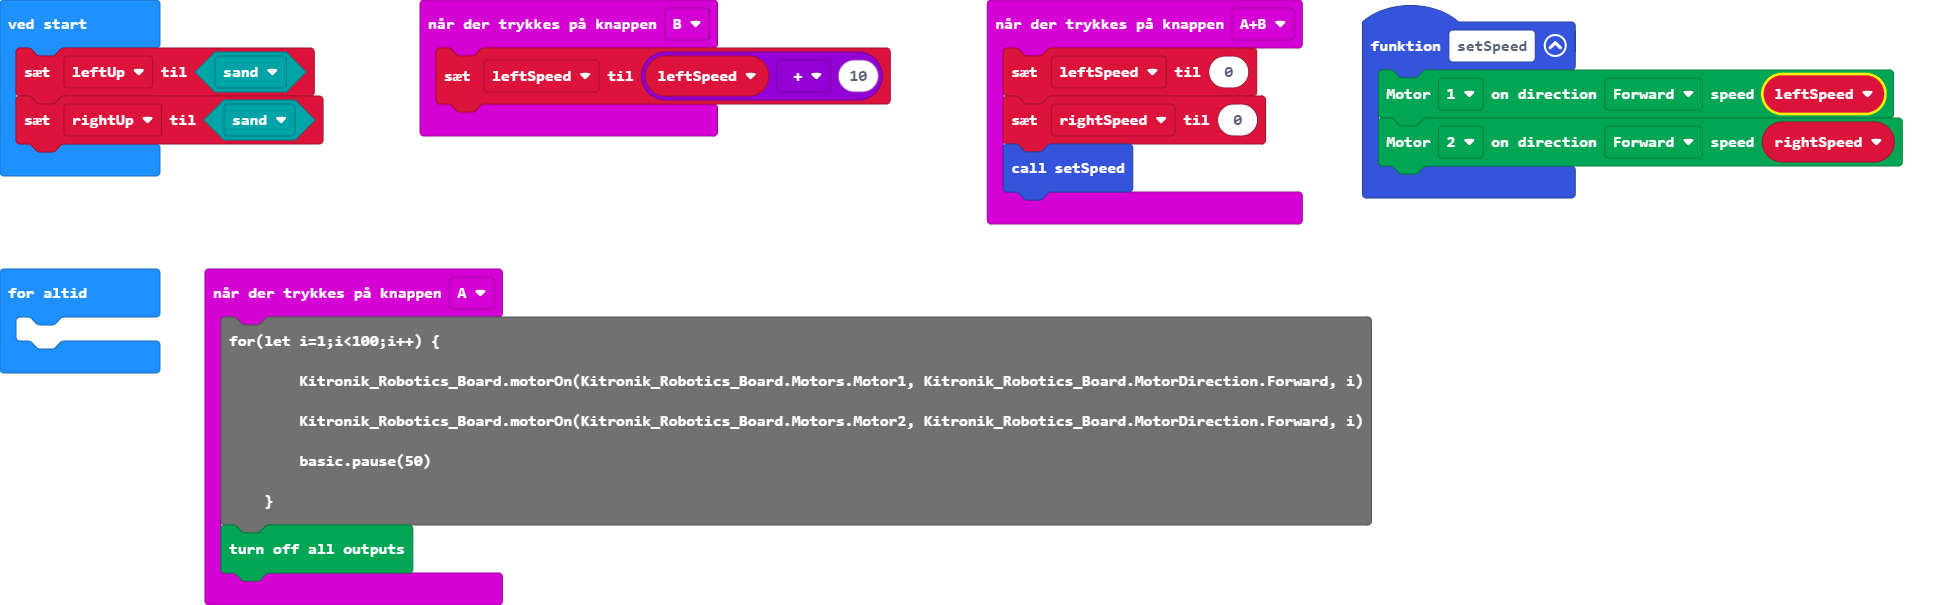 ved start
sæt leftUp til sand
sæt rightUp til sand
når der trykkes på knappen B
sæt leftSpeed til leftSpeed + 10
når der trykkes på knappen A+B
sæt leftSpeed til 0
sæt rightSpeed til 0
call setSpeed
funktion setSpeed
Motor 1 on direction Forward speed leftSpeed
Motor 2 on direction Forward speed rightSpeed
for altid
når der trykkes på knappen A
for(let i=1;i<100;i++) {
Kitronik_Robotics_Board.motorOn(Kitronik_Robotics_Board.Motors.Motor1, Kitronik_Robotics_Board.MotorDirection.Forward, i)
Kitronik_Robotics_Board.motorOn(Kitronik_Robotics_Board.Motors.Motor2, Kitronik_Robotics_Board.MotorDirection.Forward, i)
basic.pause(50)
}
turn off all outputs